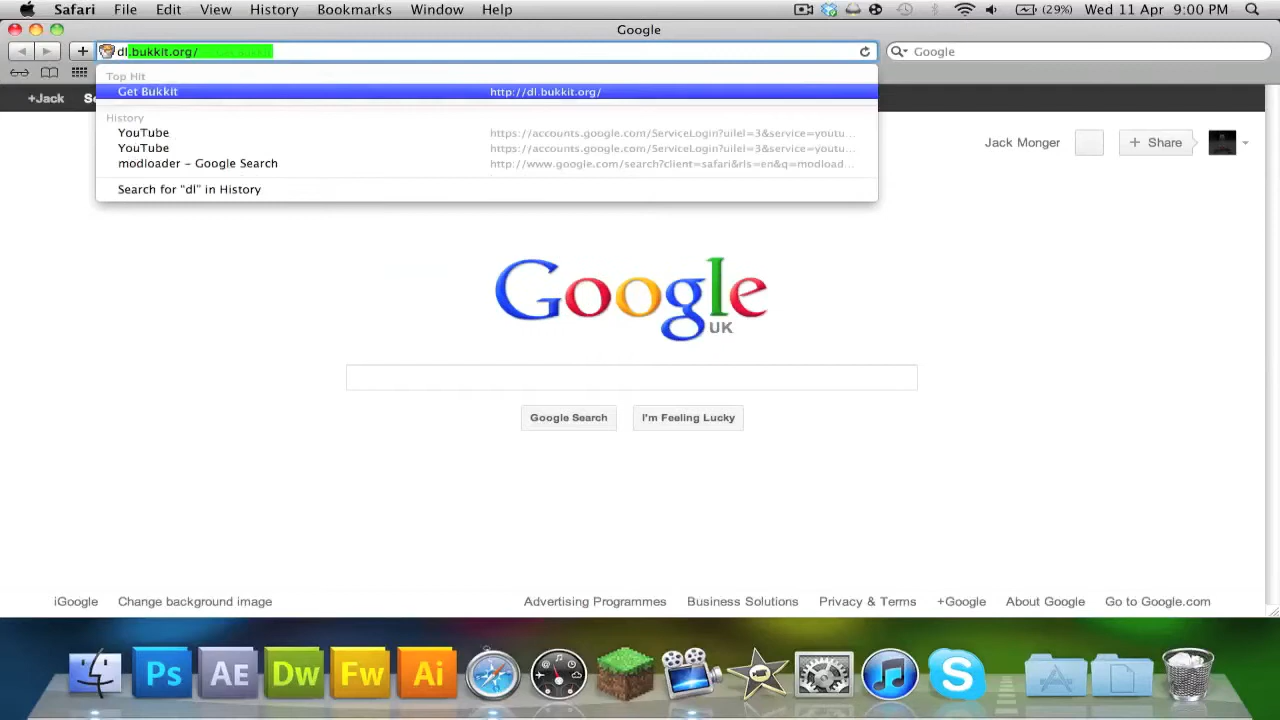 Safari File Edit View History Bookmarks Window Help (29%) Wed 11 Apr 9:00 PM
Google
dl.bukkit.org/
Google
Top Hit
Get Bukkit http://dl.bukkit.org/
History
YouTube https://accounts.google.com/ServiceLogin?uilel=3&service=youtu...
YouTube https://accounts.google.com/ServiceLogin?uilel=3&service=youtu...
modloader – Google Search http://www.google.com/search?client=safari&rls=en&q=modload...
Search for "dl" in History
+Jack
Jack Monger
+ Share
Google
UK
Google Search I'm Feeling Lucky
iGoogle Change background image Advertising Programmes Business Solutions Privacy & Terms +Google About Google Go to Google.com
Ps AE Dw Fw Ai